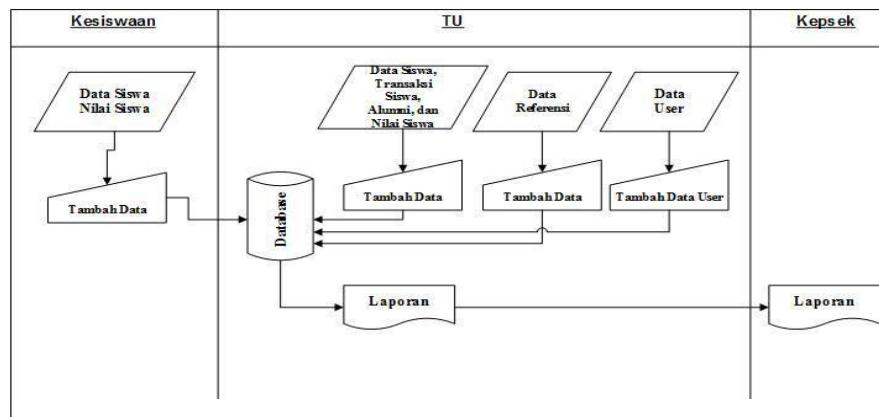 Kesiswaan
TU
Kepsek
Data Siswa
Nilai Siswa
Data Siswa,
Transaksi
Siswa,
Alumni, dan
Nilai Siswa
Data
Referensi
Data
User
Tambah Data
Database
Tambah Data
Tambah Data
Tambah Data User
Laporan
Laporan